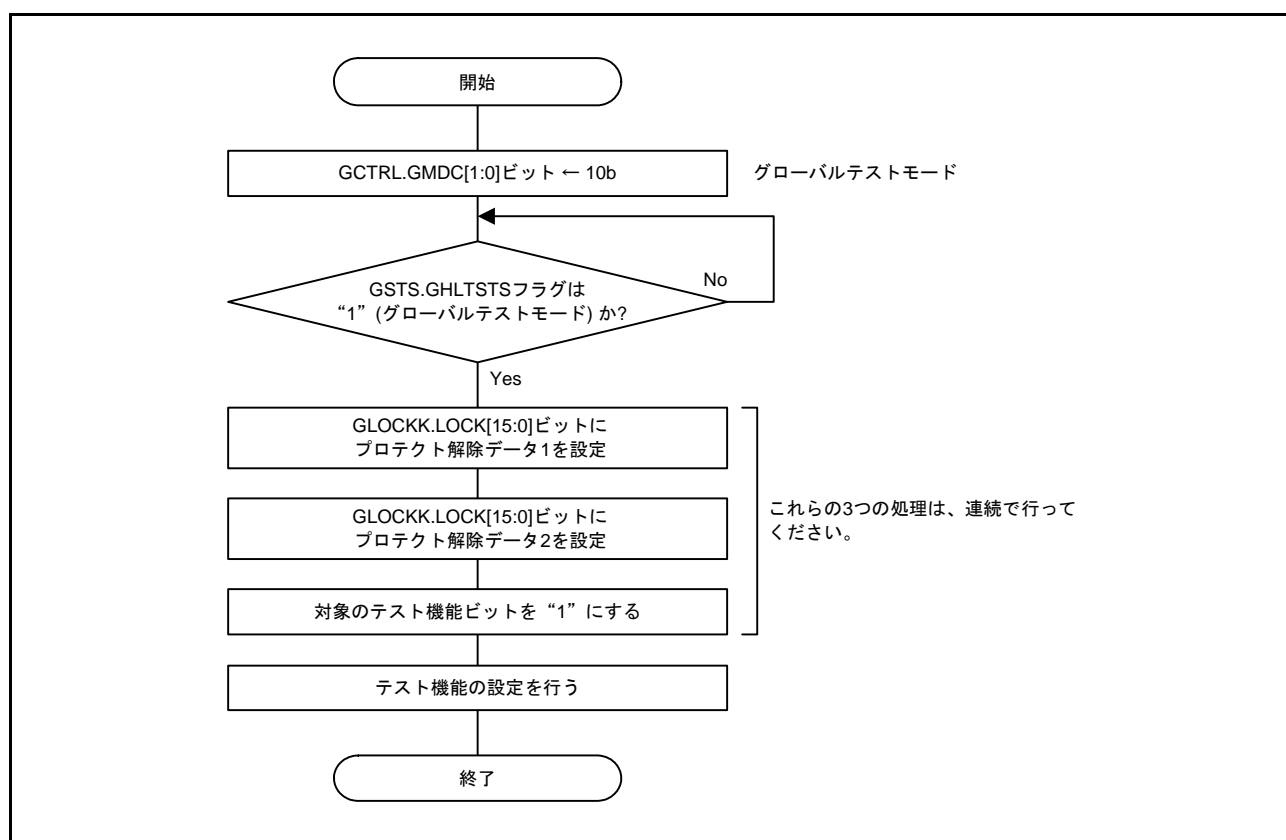 開始
GCTRL.GMDC[1:0]ビット ← 10b
グローバルテストモード
GSTS.GHLTSTSフラグは
“1” (グローバルテストモード) か?
No
Yes
GLOCKK.LOCK[15:0]ビットに
プロテクト解除データ1を設定
GLOCKK.LOCK[15:0]ビットに
プロテクト解除データ2を設定
これらの3つの処理は、連続で行って
ください。
対象のテスト機能ビットを“1”にする
テスト機能の設定を行う
終了